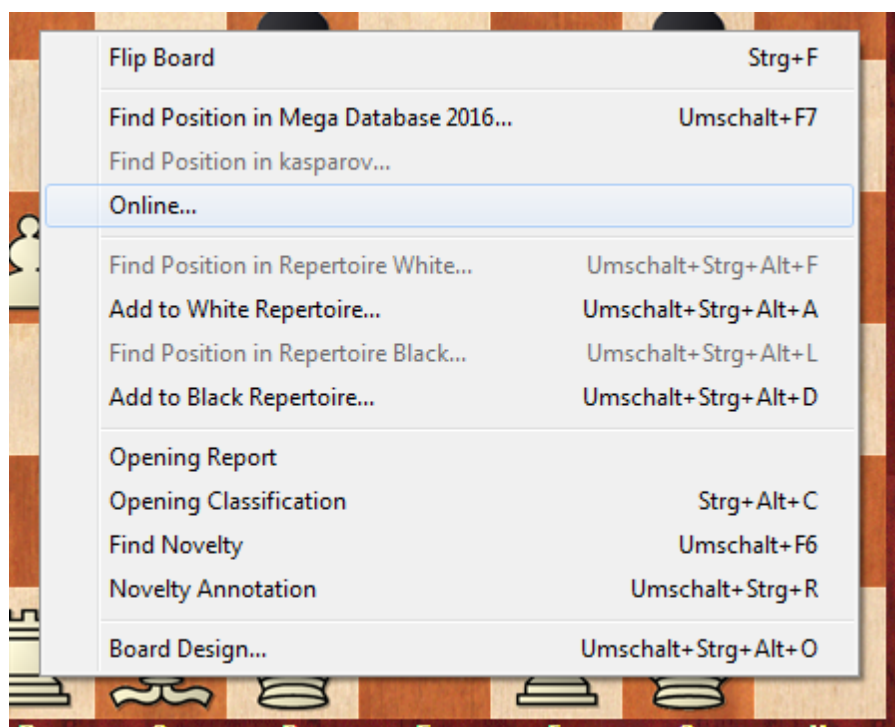 Flip Board Strg+F
Find Position in Mega Database 2016... Umschalt+F7
Find Position in kasparov...
Online...
Find Position in Repertoire White... Umschalt+Strg+Alt+F
Add to White Repertoire... Umschalt+Strg+Alt+A
Find Position in Repertoire Black... Umschalt+Strg+Alt+L
Add to Black Repertoire... Umschalt+Strg+Alt+D
Opening Report
Opening Classification Strg+Alt+C
Find Novelty Umschalt+F6
Novelty Annotation Umschalt+Strg+R
Board Design... Umschalt+Strg+Alt+O